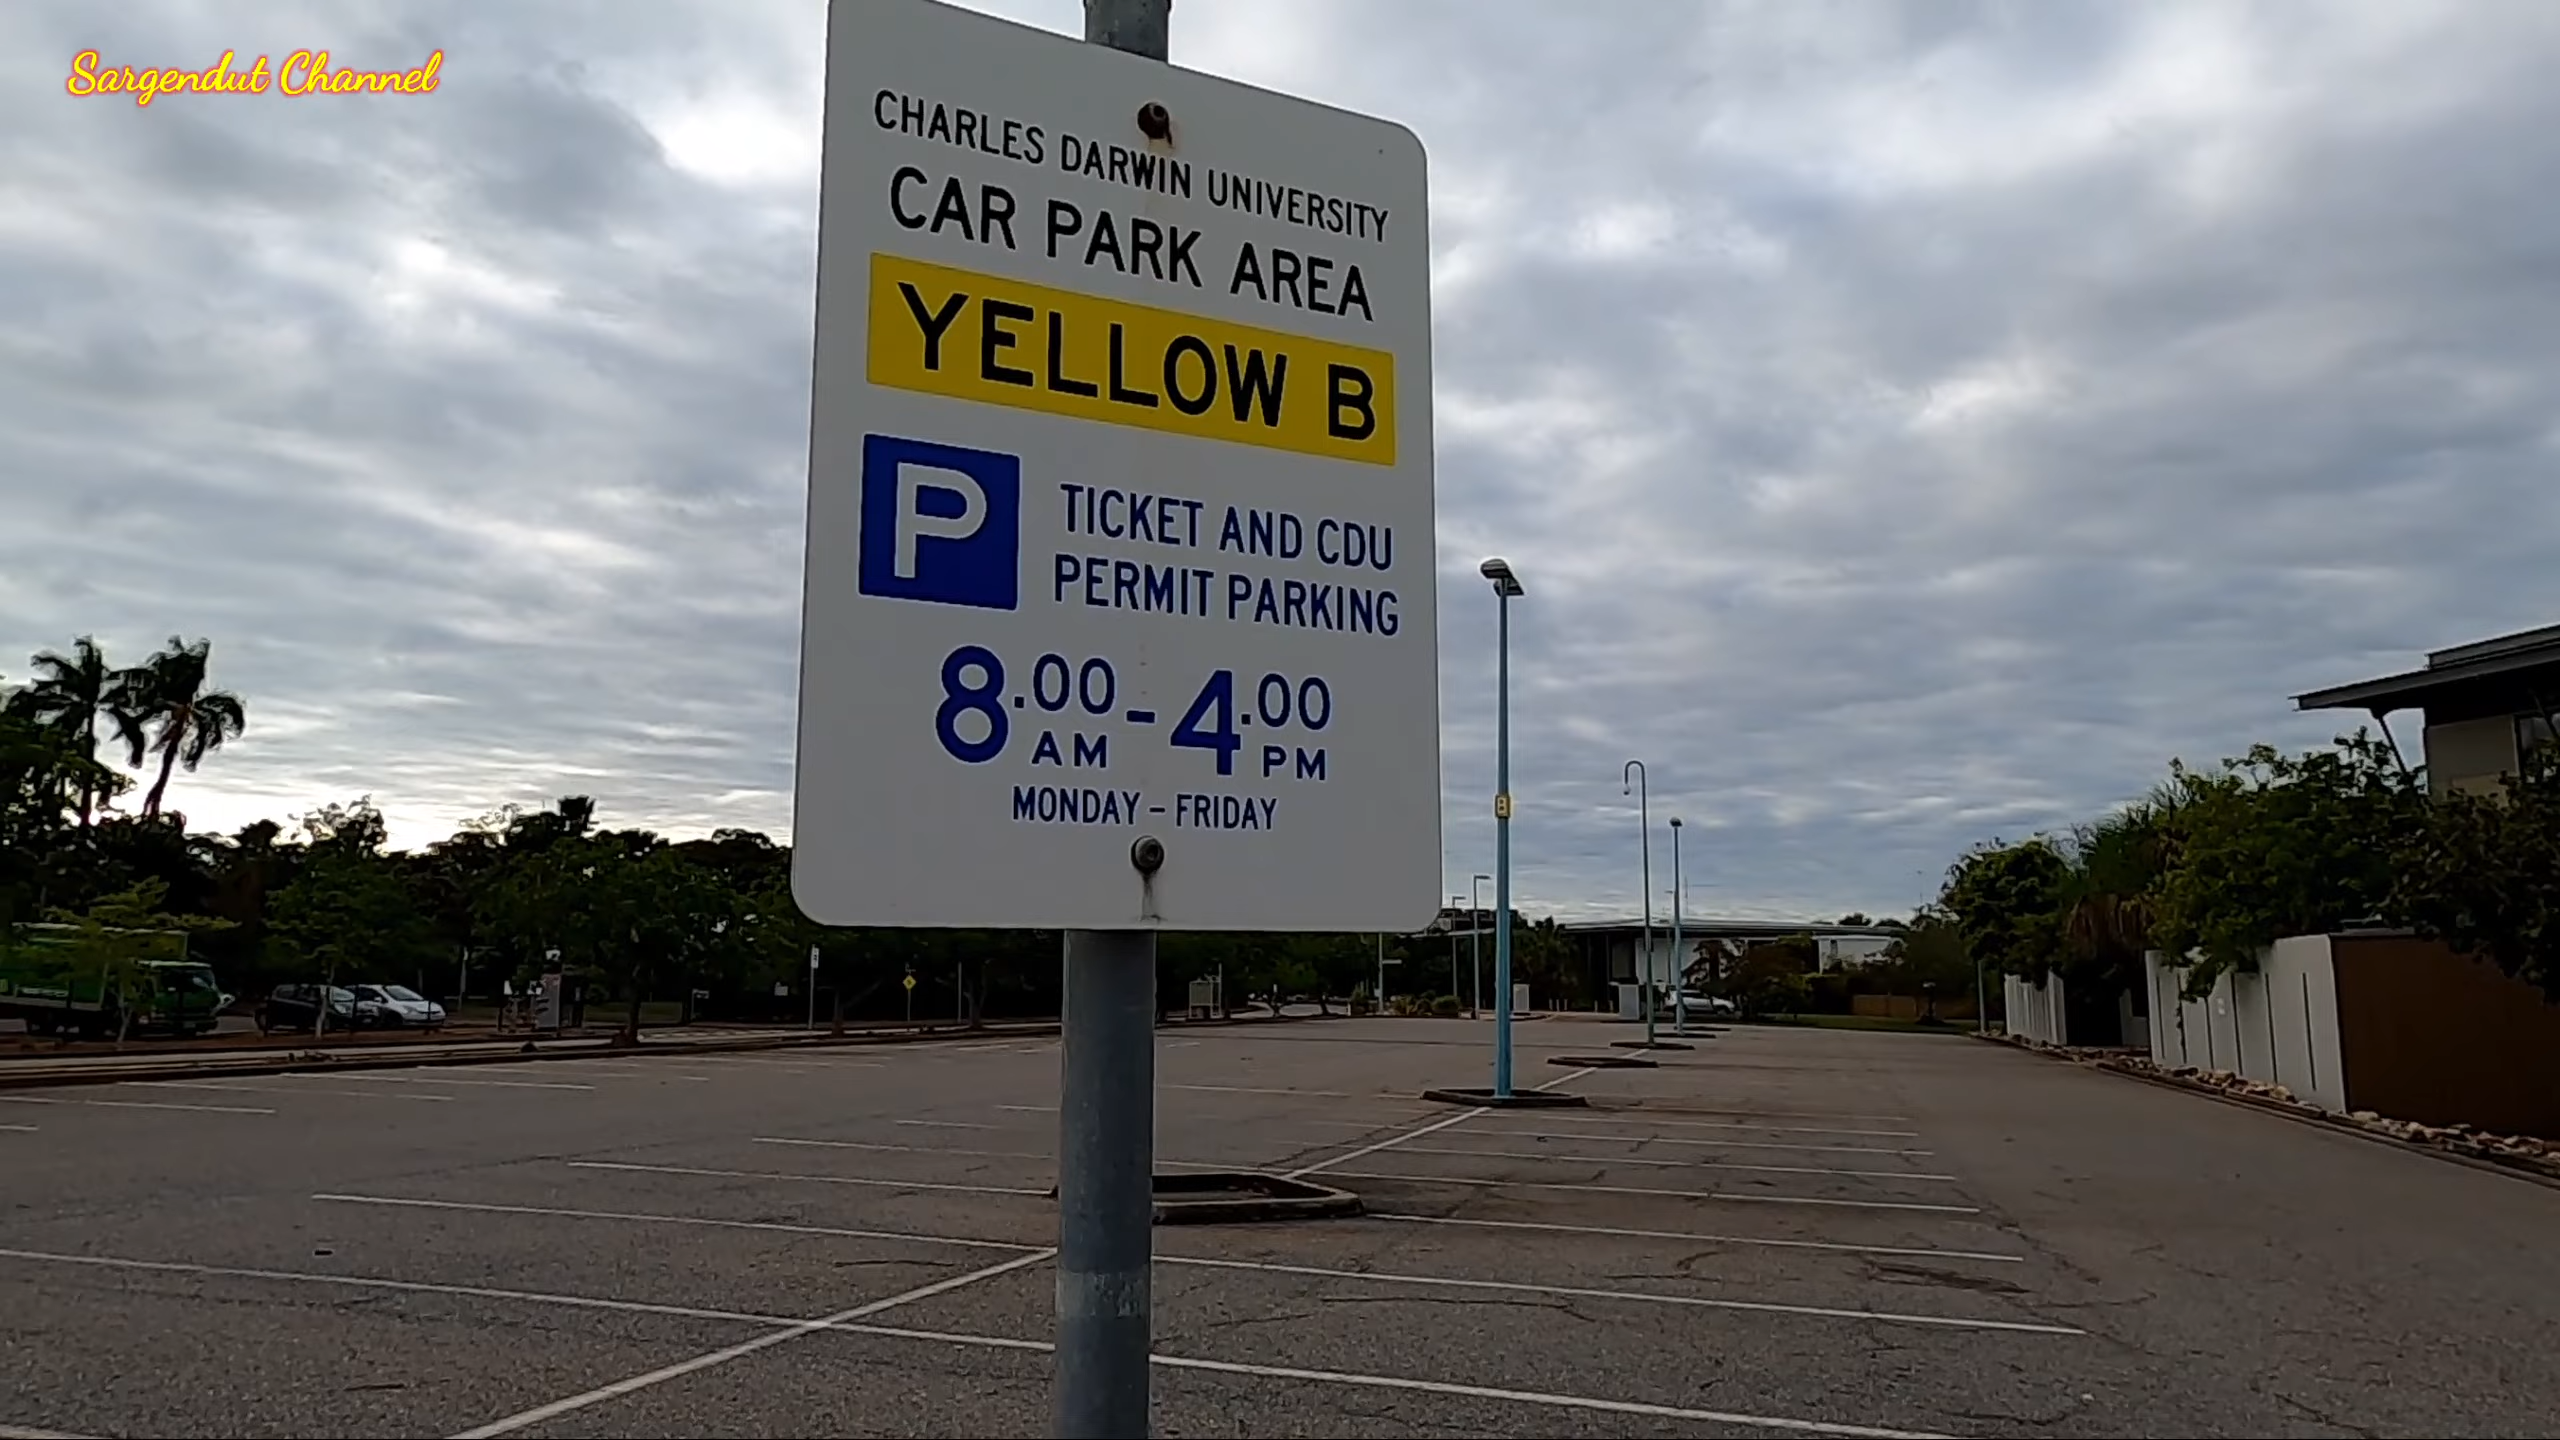 Sargendut Channel
CHARLES DARWIN UNIVERSITY
CAR PARK AREA
YELLOW B
P
TICKET AND CDU
PERMIT PARKING
8.00 AM - 4.00 PM
MONDAY - FRIDAY
B